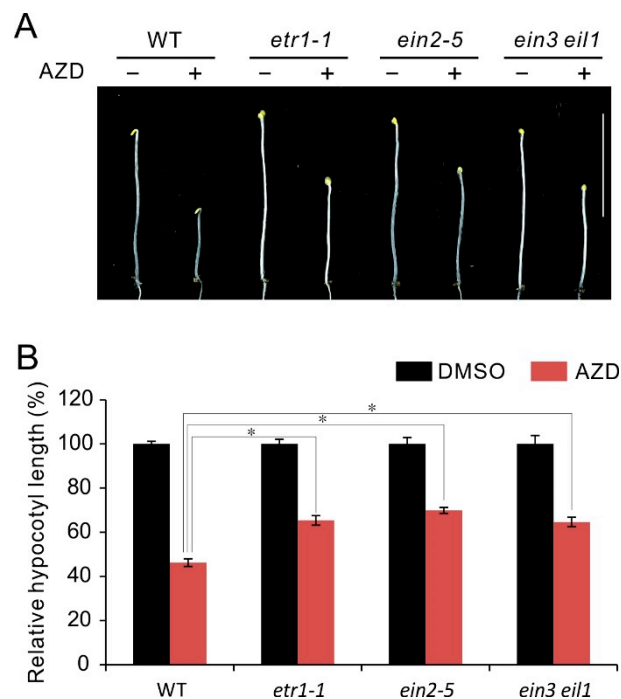 A
WT etr1-1 ein2-5 ein3 eil1
AZD − + − + − + − +
B
DMSO AZD
Relative hypocotyl length (%)
120
100
80
60
40
20
0
* * *
WT etr1-1 ein2-5 ein3 eil1